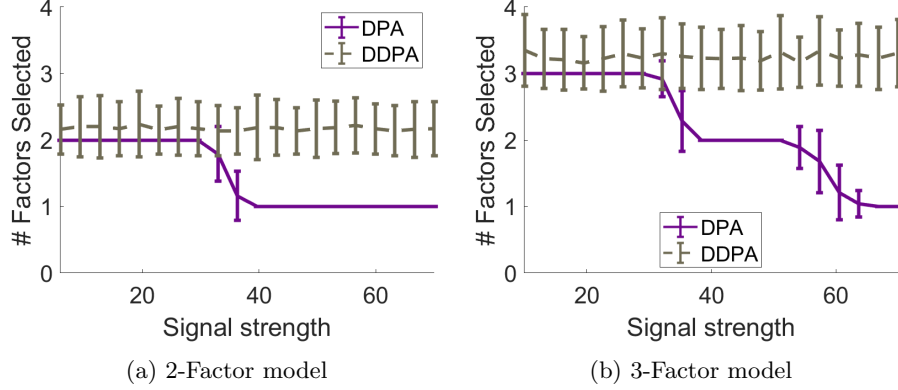 4
3
2
1
0
# Factors Selected
20
40
60
Signal strength
DPA
DDPA
(a) 2-Factor model
4
3
2
1
0
# Factors Selected
20
40
60
Signal strength
DPA
DDPA
(b) 3-Factor model